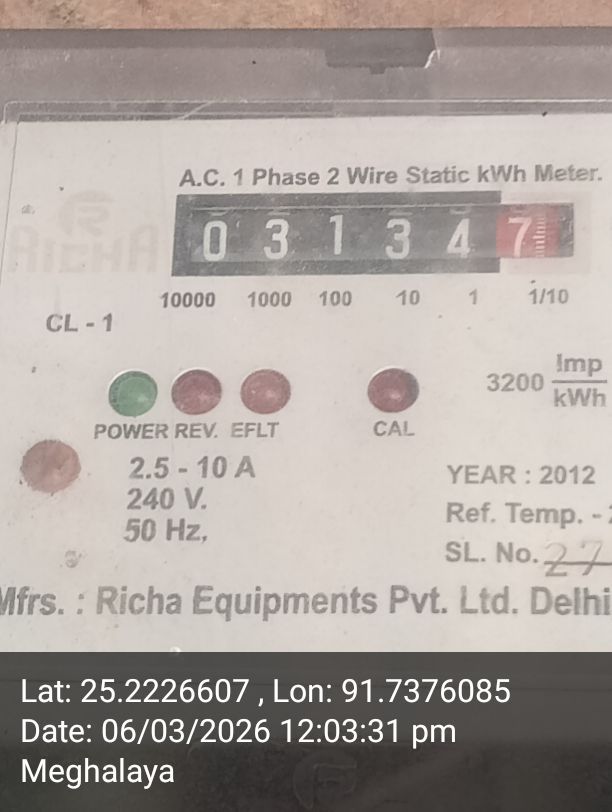 A.C. 1 Phase 2 Wire Static kWh Meter.
RICHA
0 3 1 3 4 7
10000 1000 100 10 1 1/10
CL - 1
3200 Imp/kWh
POWER REV. EFLT CAL
2.5 - 10 A
240 V.
50 Hz,
YEAR : 2012
Ref. Temp. -
SL. No. 27
Mfrs. : Richa Equipments Pvt. Ltd. Delhi
Lat: 25.2226607 , Lon: 91.7376085
Date: 06/03/2026 12:03:31 pm
Meghalaya